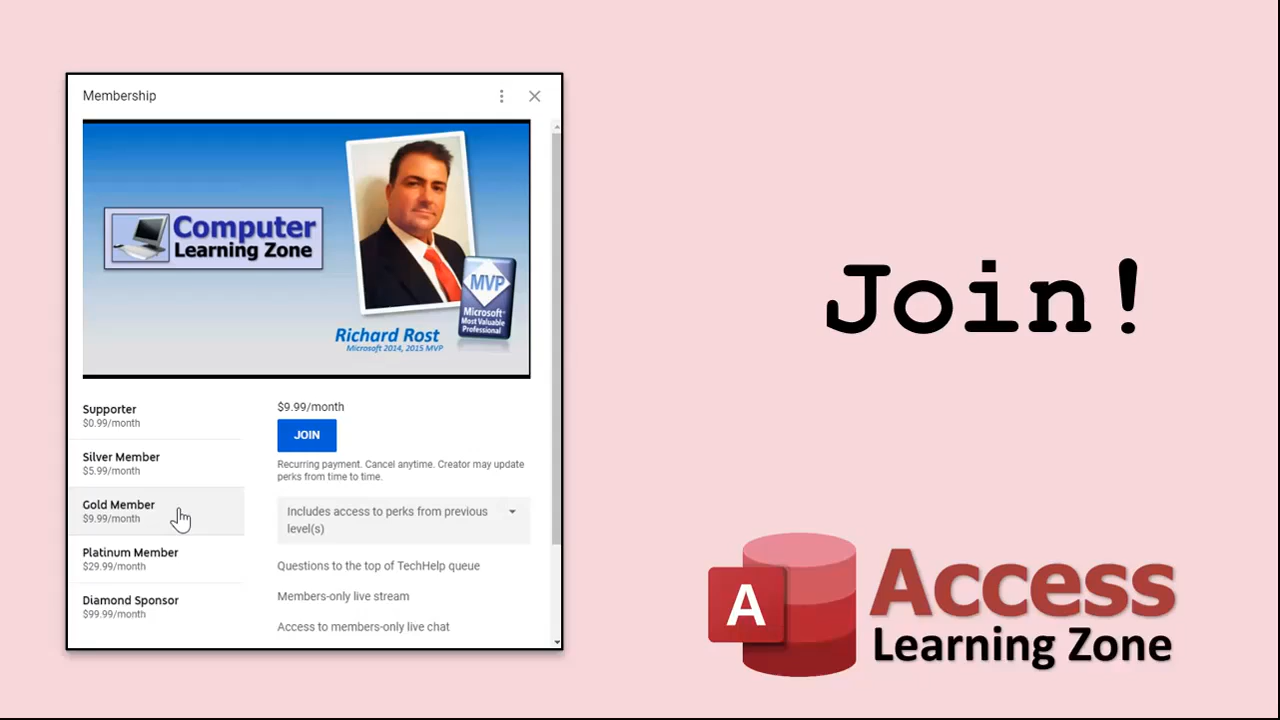 Membership
Computer
Learning Zone
MVP
Microsoft®
Most Valuable
Professional
Richard Rost
Microsoft 2014, 2015 MVP
Supporter
$0.99/month
Silver Member
$5.99/month
Gold Member
$9.99/month
Platinum Member
$29.99/month
Diamond Sponsor
$99.99/month
$9.99/month
JOIN
Recurring payment. Cancel anytime. Creator may update
perks from time to time.
Includes access to perks from previous
level(s)
Questions to the top of TechHelp queue
Members-only live stream
Access to members-only live chat
Join!
A
Access
Learning Zone